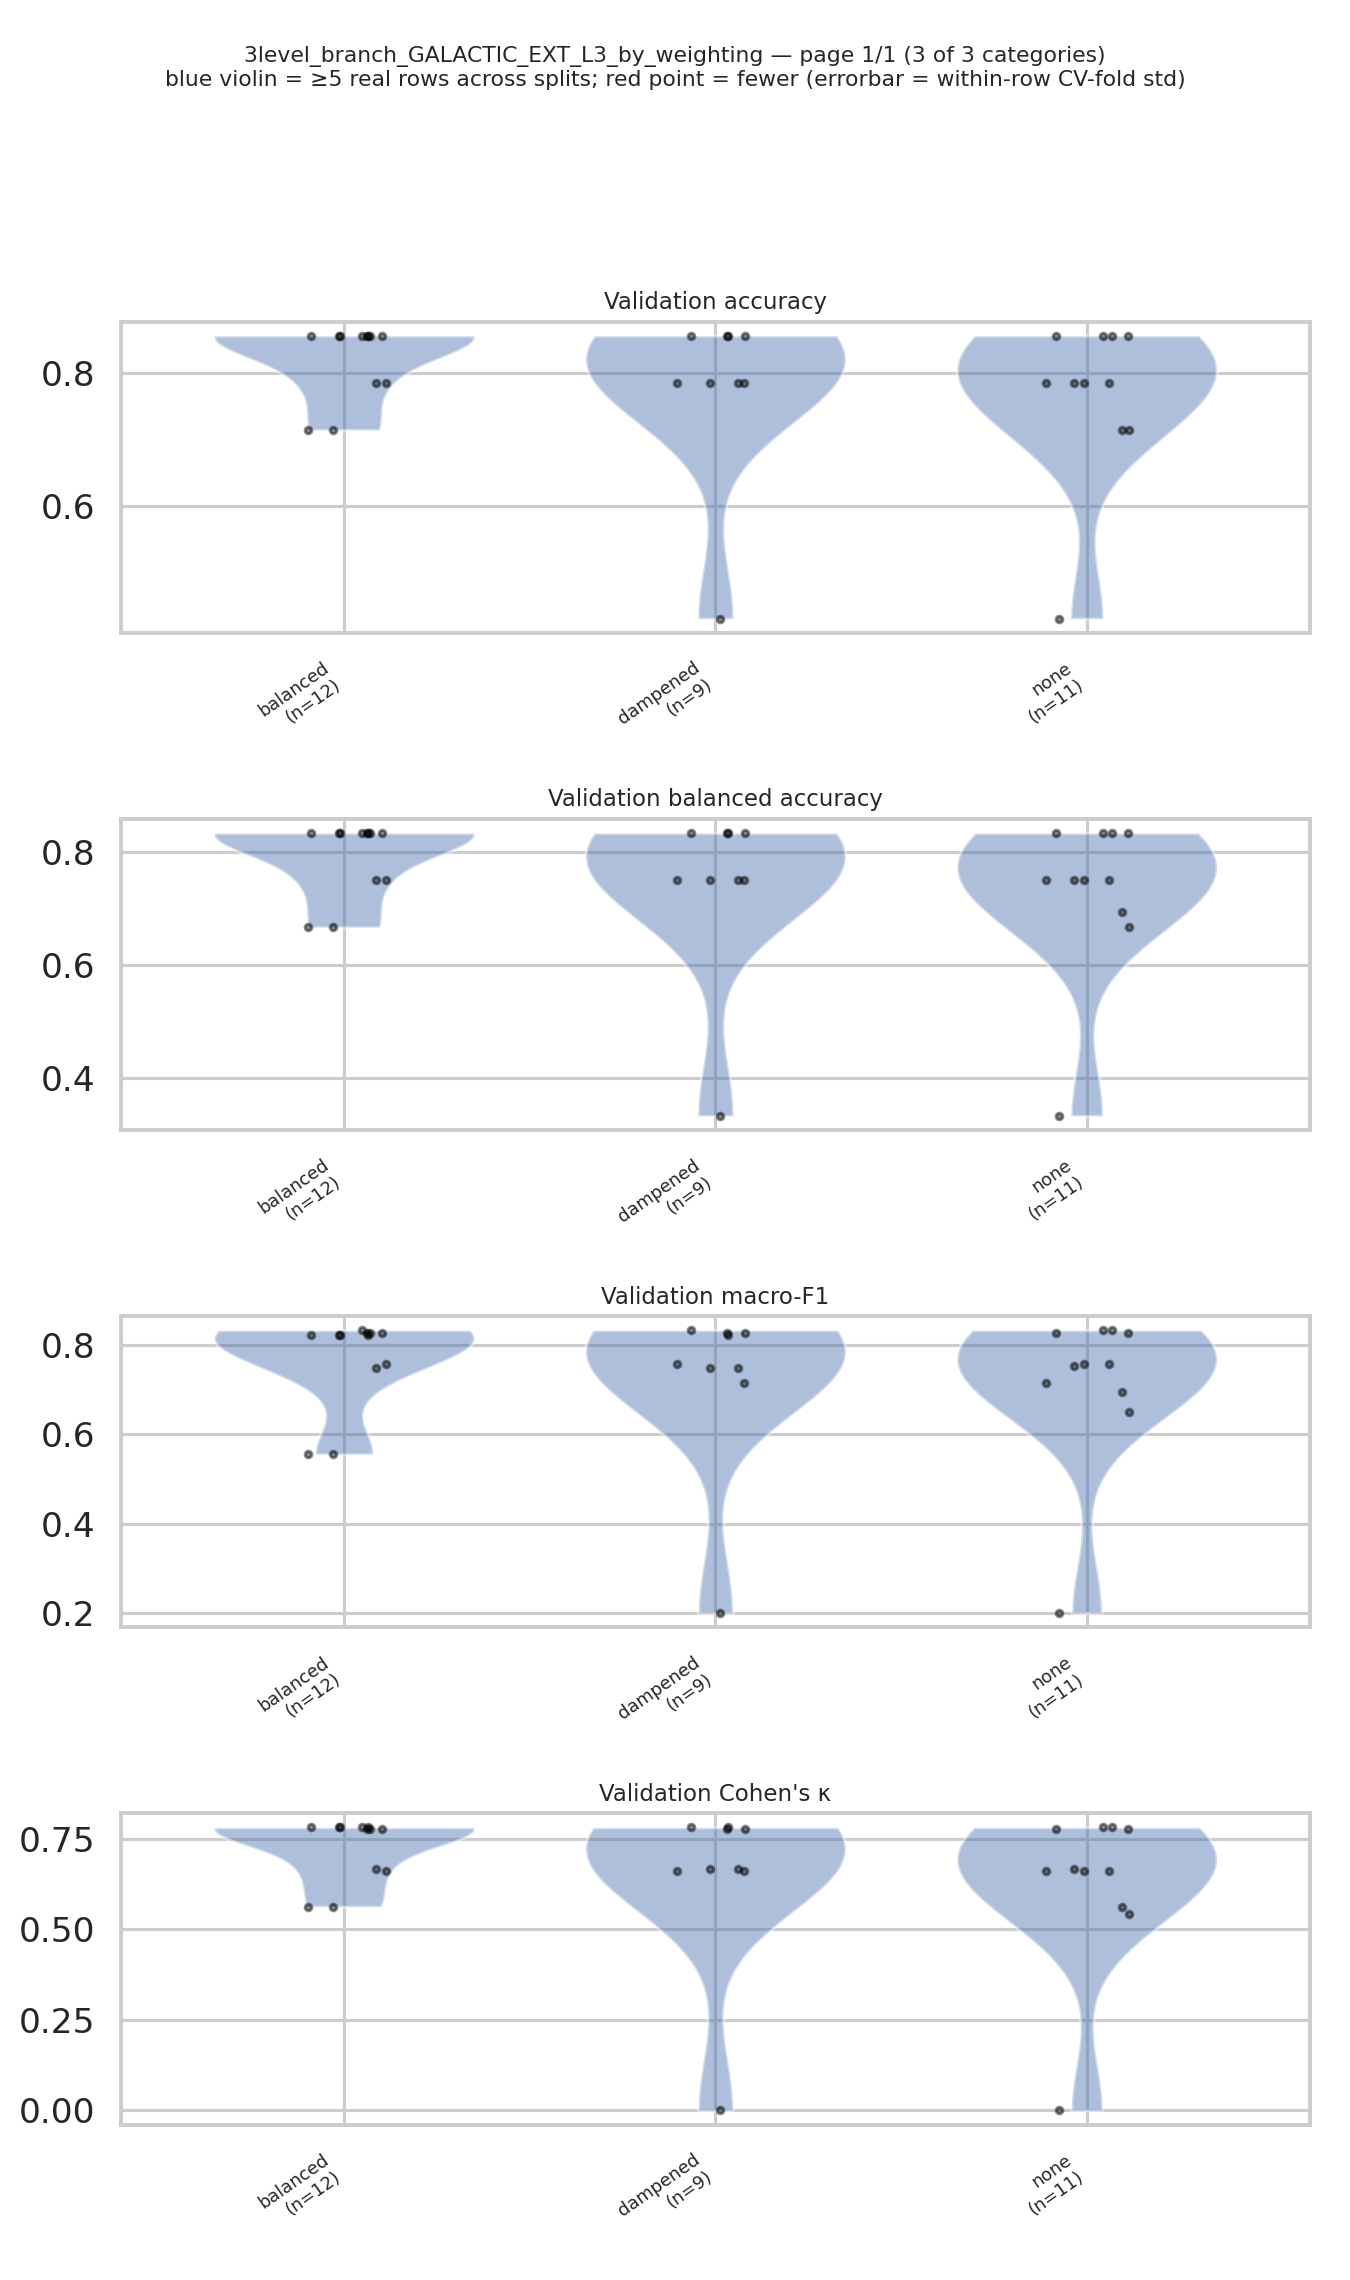 3level_branch_GALACTIC_EXT_L3_by_weighting — page 1/1 (3 of 3 categories)
blue violin = ≥5 real rows across splits; red point = fewer (errorbar = within-row CV-fold std)
Validation accuracy
0.8
0.6
balanced
(n=12)
dampened
(n=9)
none
(n=11)
Validation balanced accuracy
0.8
0.6
0.4
balanced
(n=12)
dampened
(n=9)
none
(n=11)
Validation macro-F1
0.8
0.6
0.4
0.2
balanced
(n=12)
dampened
(n=9)
none
(n=11)
Validation Cohen's κ
0.75
0.50
0.25
0.00
balanced
(n=12)
dampened
(n=9)
none
(n=11)